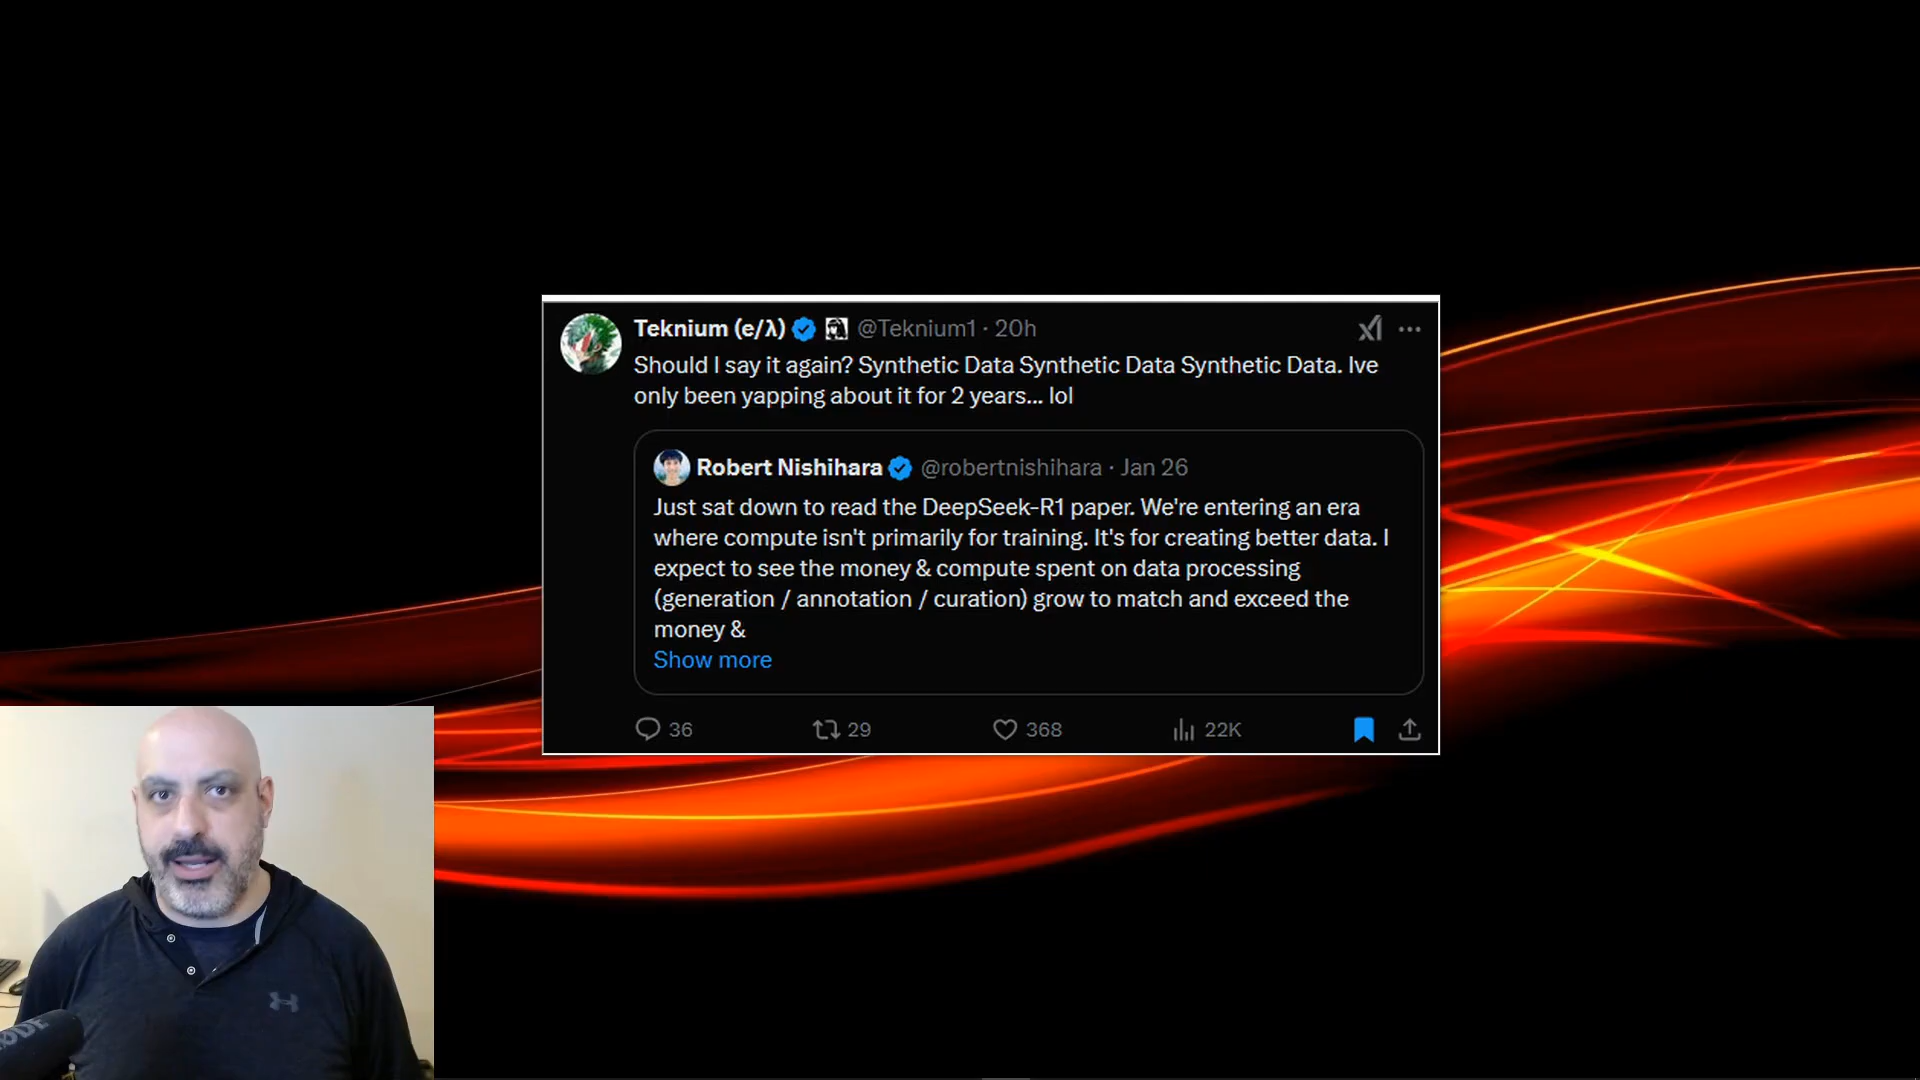 Teknium (e/λ) @Teknium1 · 20h
Should I say it again? Synthetic Data Synthetic Data Synthetic Data. Ive
only been yapping about it for 2 years... lol
Robert Nishihara @robertnishihara · Jan 26
Just sat down to read the DeepSeek-R1 paper. We're entering an era
where compute isn't primarily for training. It's for creating better data. I
expect to see the money & compute spent on data processing
(generation / annotation / curation) grow to match and exceed the
money &
Show more
36 29 368 22K